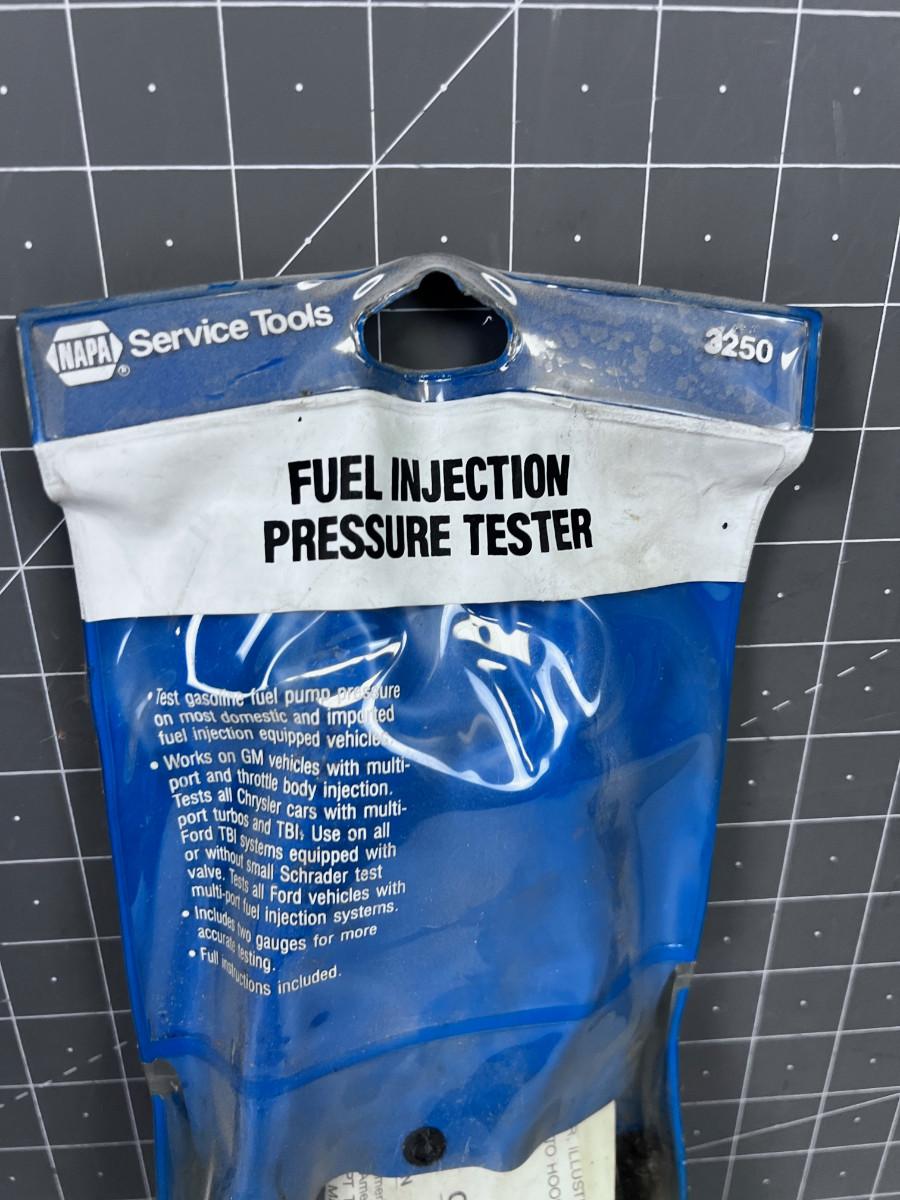 NAPA® Service Tools
3250
FUEL INJECTION
PRESSURE TESTER
• Test gasoline fuel pump pressure
on most domestic and imported
fuel injection equipped vehicles.
• Works on GM vehicles with multi-
port and throttle body injection.
Tests all Chrysler cars with multi-
port turbos and TBI. Use on all
Ford TBI systems equipped with
or without small Schrader test
valve. Tests all Ford vehicles with
multi-port fuel injection systems.
• Includes two gauges for more
accurate testing.
• Full instructions included.